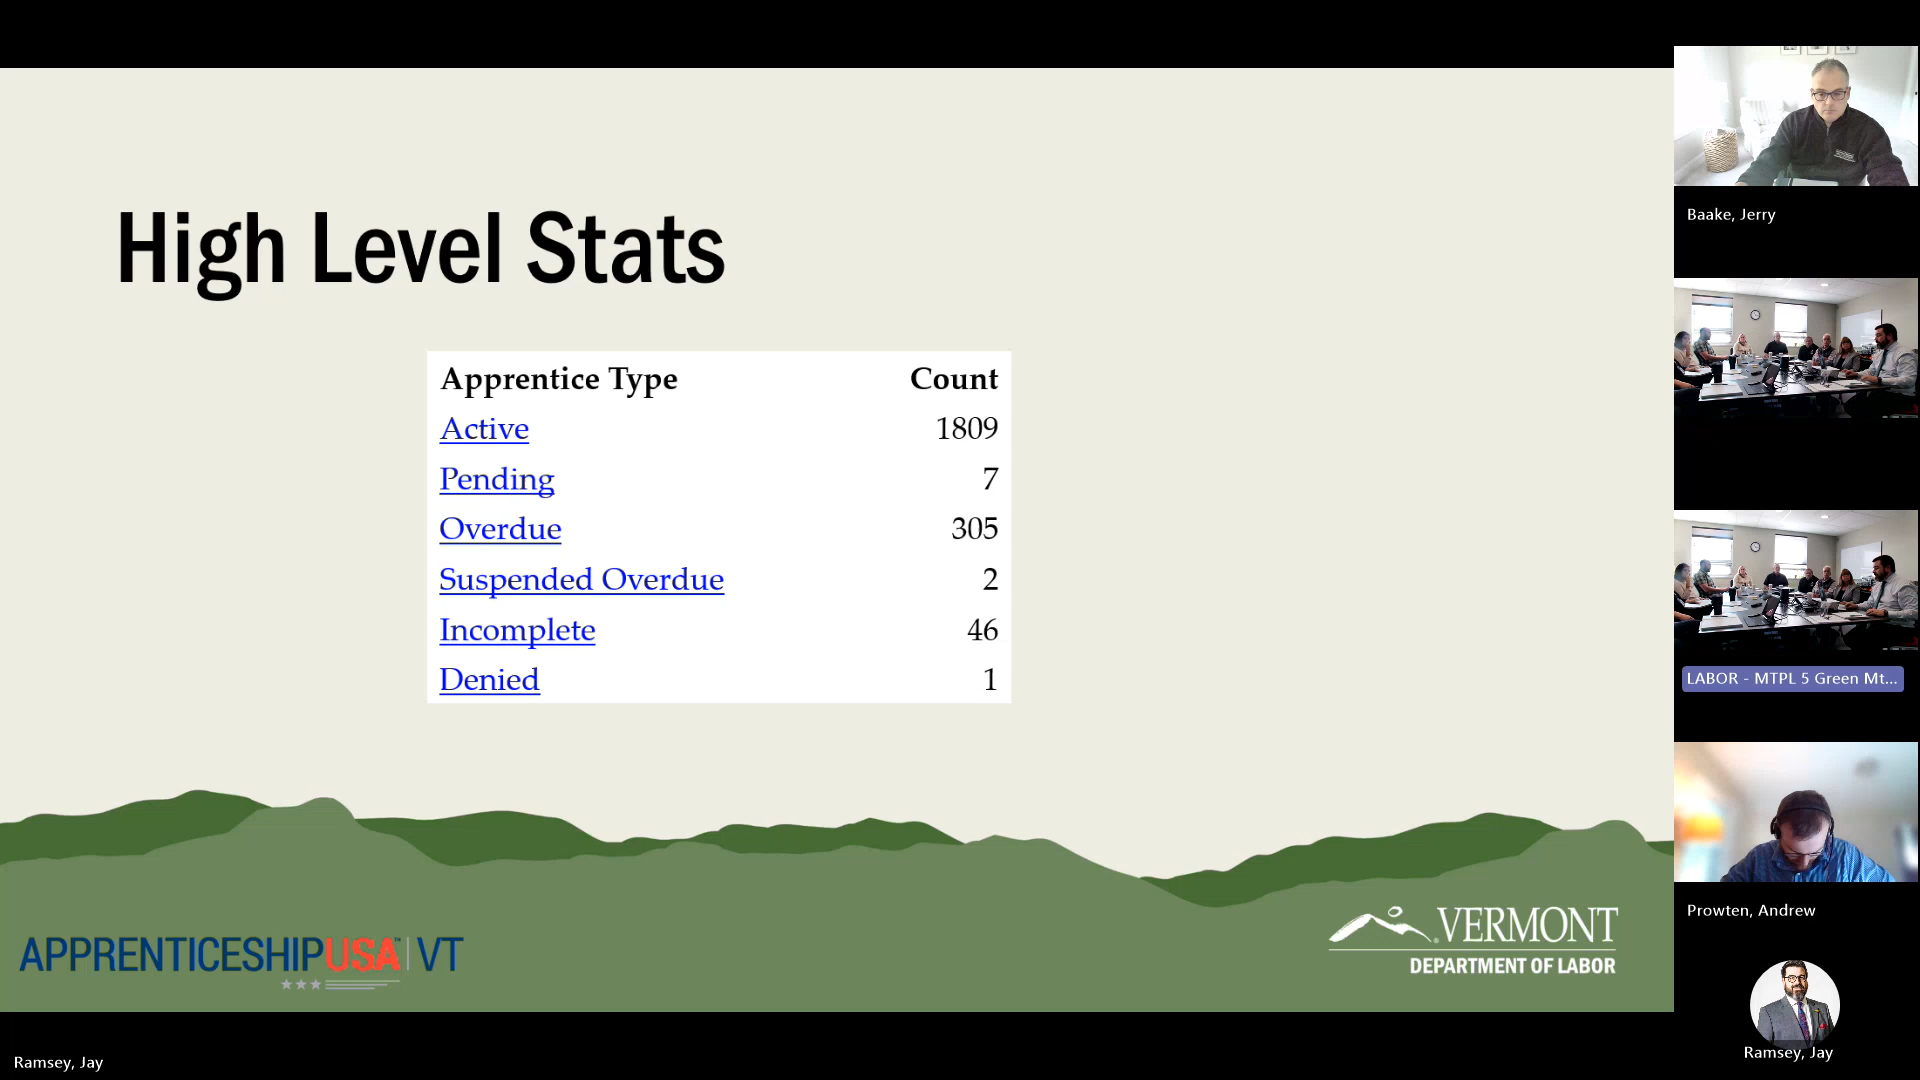 High Level Stats
Apprentice Type Count
Active 1809
Pending 7
Overdue 305
Suspended Overdue 2
Incomplete 46
Denied 1
APPRENTICESHIPUSA™ VT
VERMONT
DEPARTMENT OF LABOR
Ramsey, Jay
Baake, Jerry
LABOR - MTPL 5 Green Mt...
Prowten, Andrew
Ramsey, Jay